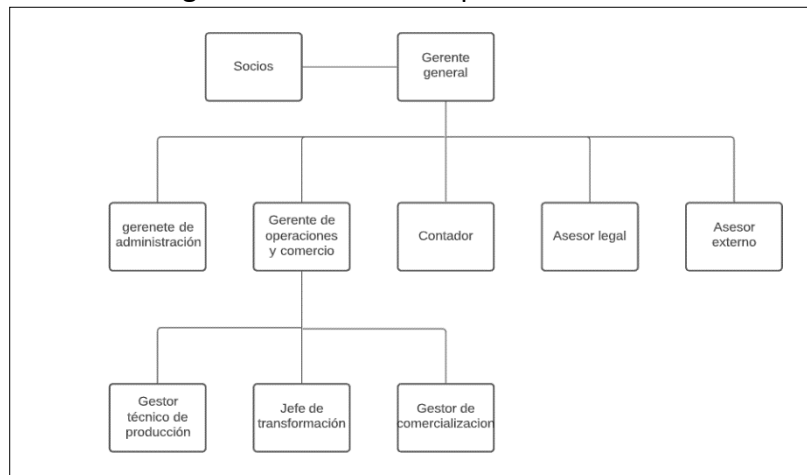 Socios
Gerente
general
gerenete de
administración
Gerente de
operaciones
y comercio
Contador
Asesor legal
Asesor
externo
Gestor
técnico de
producción
Jefe de
transformación
Gestor de
comercializacion